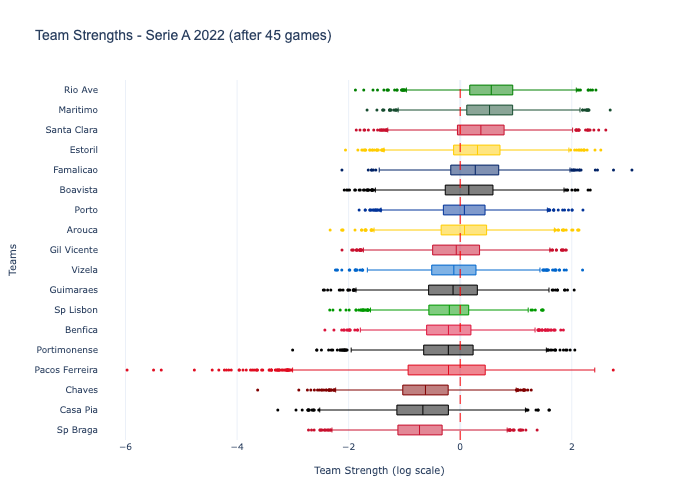 Team Strengths - Serie A 2022 (after 45 games)
Rio Ave
Maritimo
Santa Clara
Estoril
Famalicao
Boavista
Porto
Arouca
Gil Vicente
Vizela
Guimaraes
Sp Lisbon
Benfica
Portimonense
Pacos Ferreira
Chaves
Casa Pia
Sp Braga
Teams
−6 −4 −2 0 2
Team Strength (log scale)